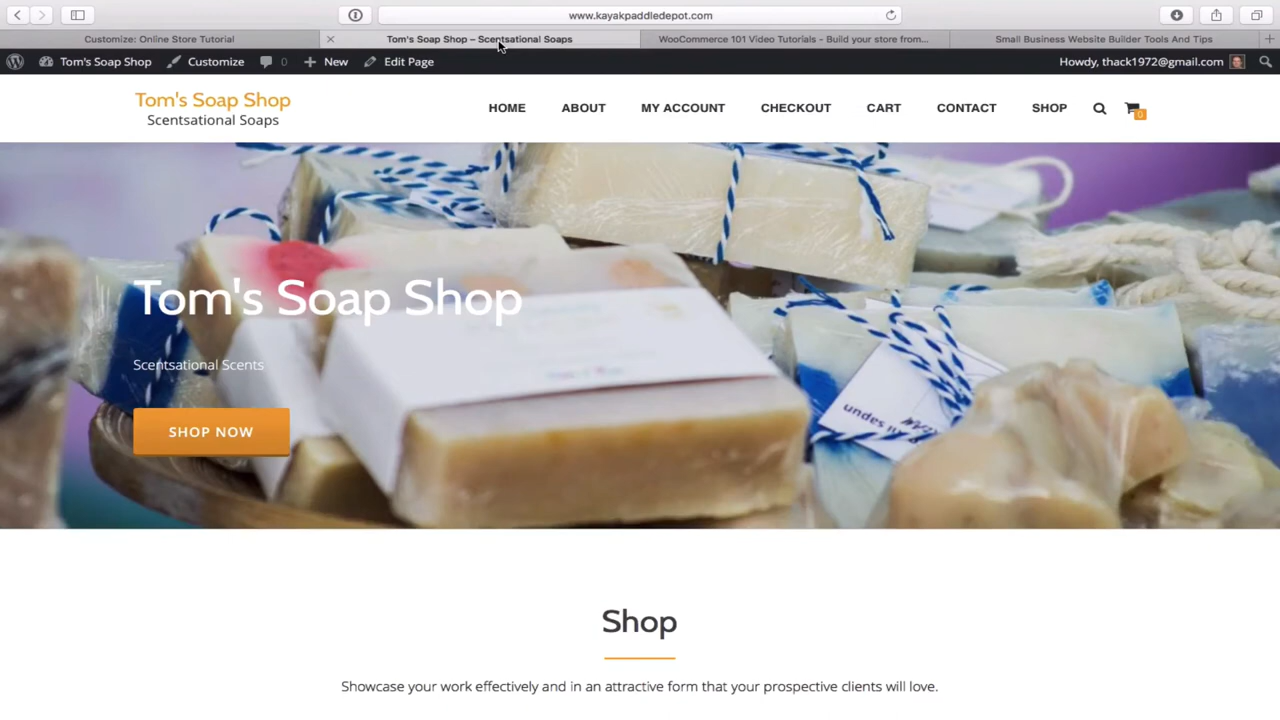 www.kayakpaddledepot.com
Customize: Online Store Tutorial
Tom's Soap Shop – Scentsational Soaps
WooCommerce 101 Video Tutorials - Build your store from...
Small Business Website Builder Tools And Tips
Tom's Soap Shop
Customize
0
New
Edit Page
Howdy, thack1972@gmail.com
Tom's Soap Shop
Scentsational Soaps
HOME
ABOUT
MY ACCOUNT
CHECKOUT
CART
CONTACT
SHOP
0
Tom's Soap Shop
Scentsational Scents
SHOP NOW
Shop
Showcase your work effectively and in an attractive form that your prospective clients will love.